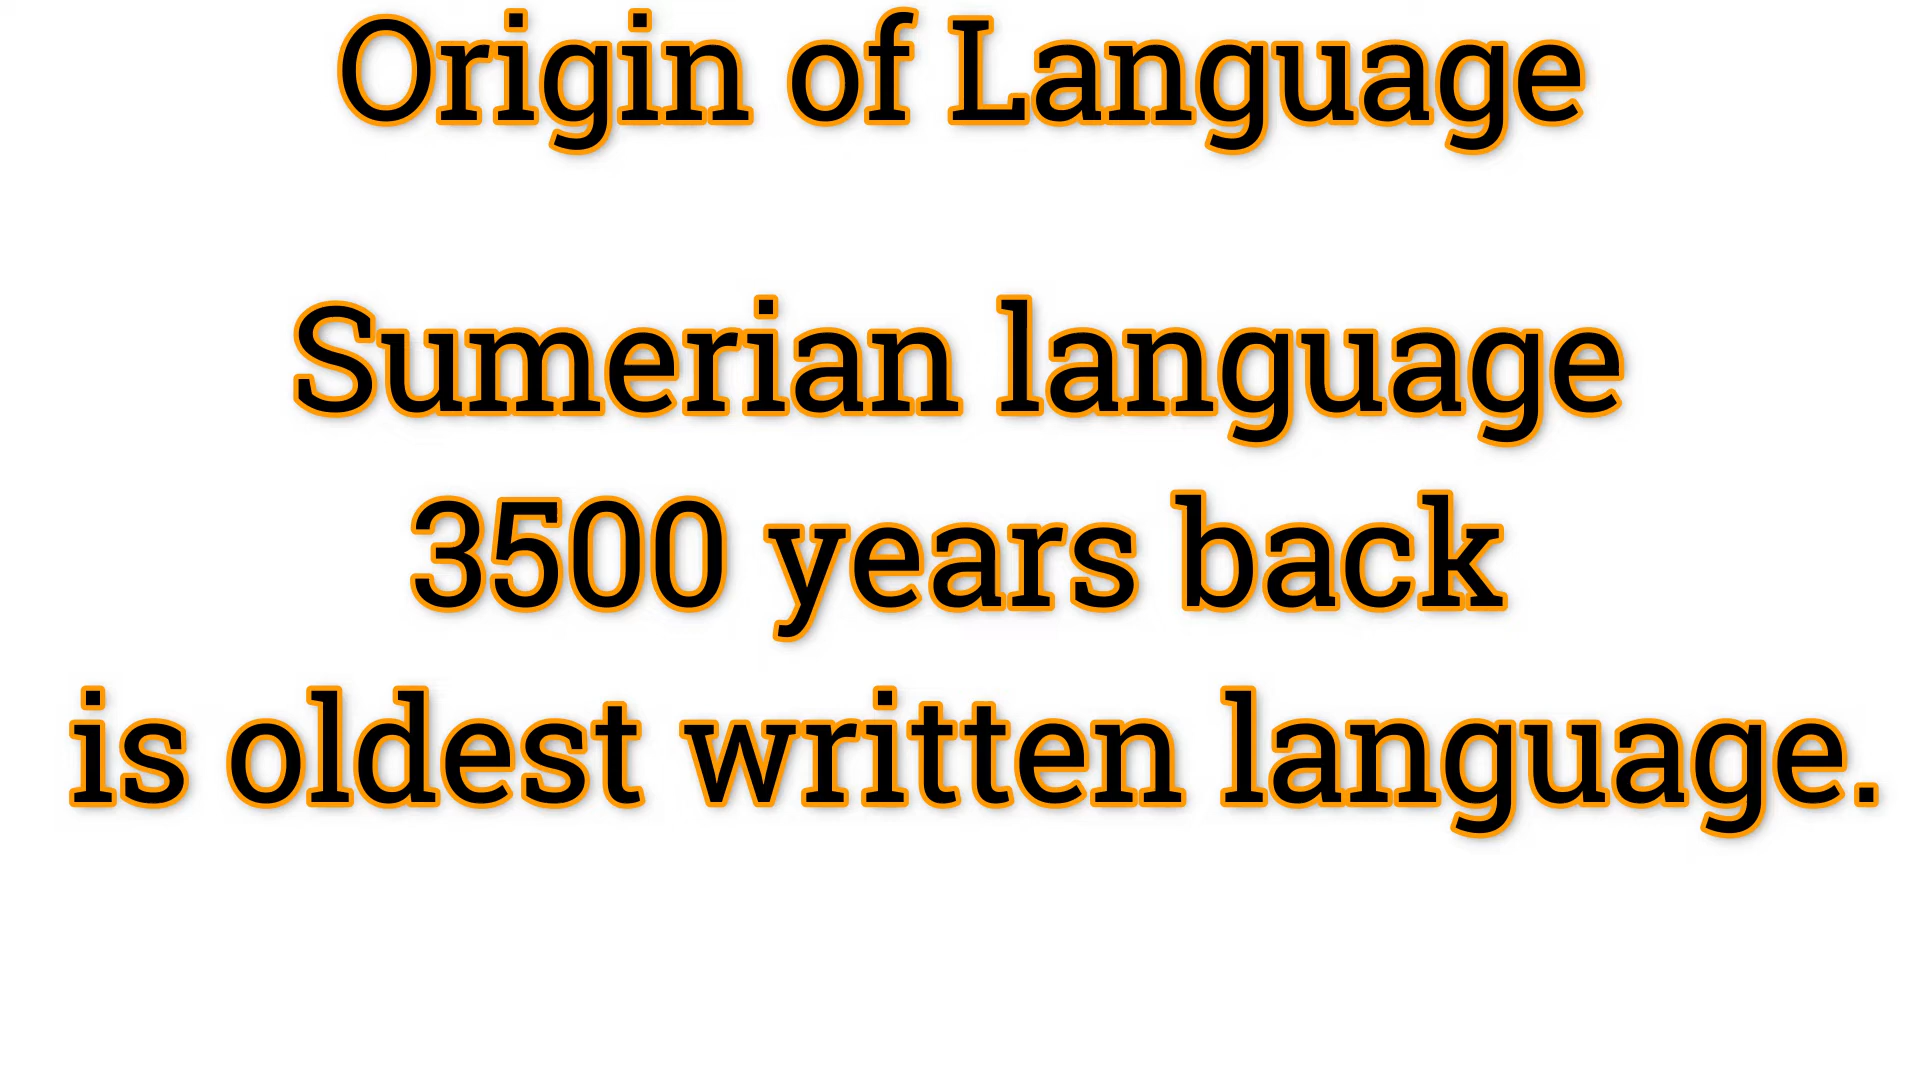 Origin of Language
Sumerian language
3500 years back
is oldest written language.